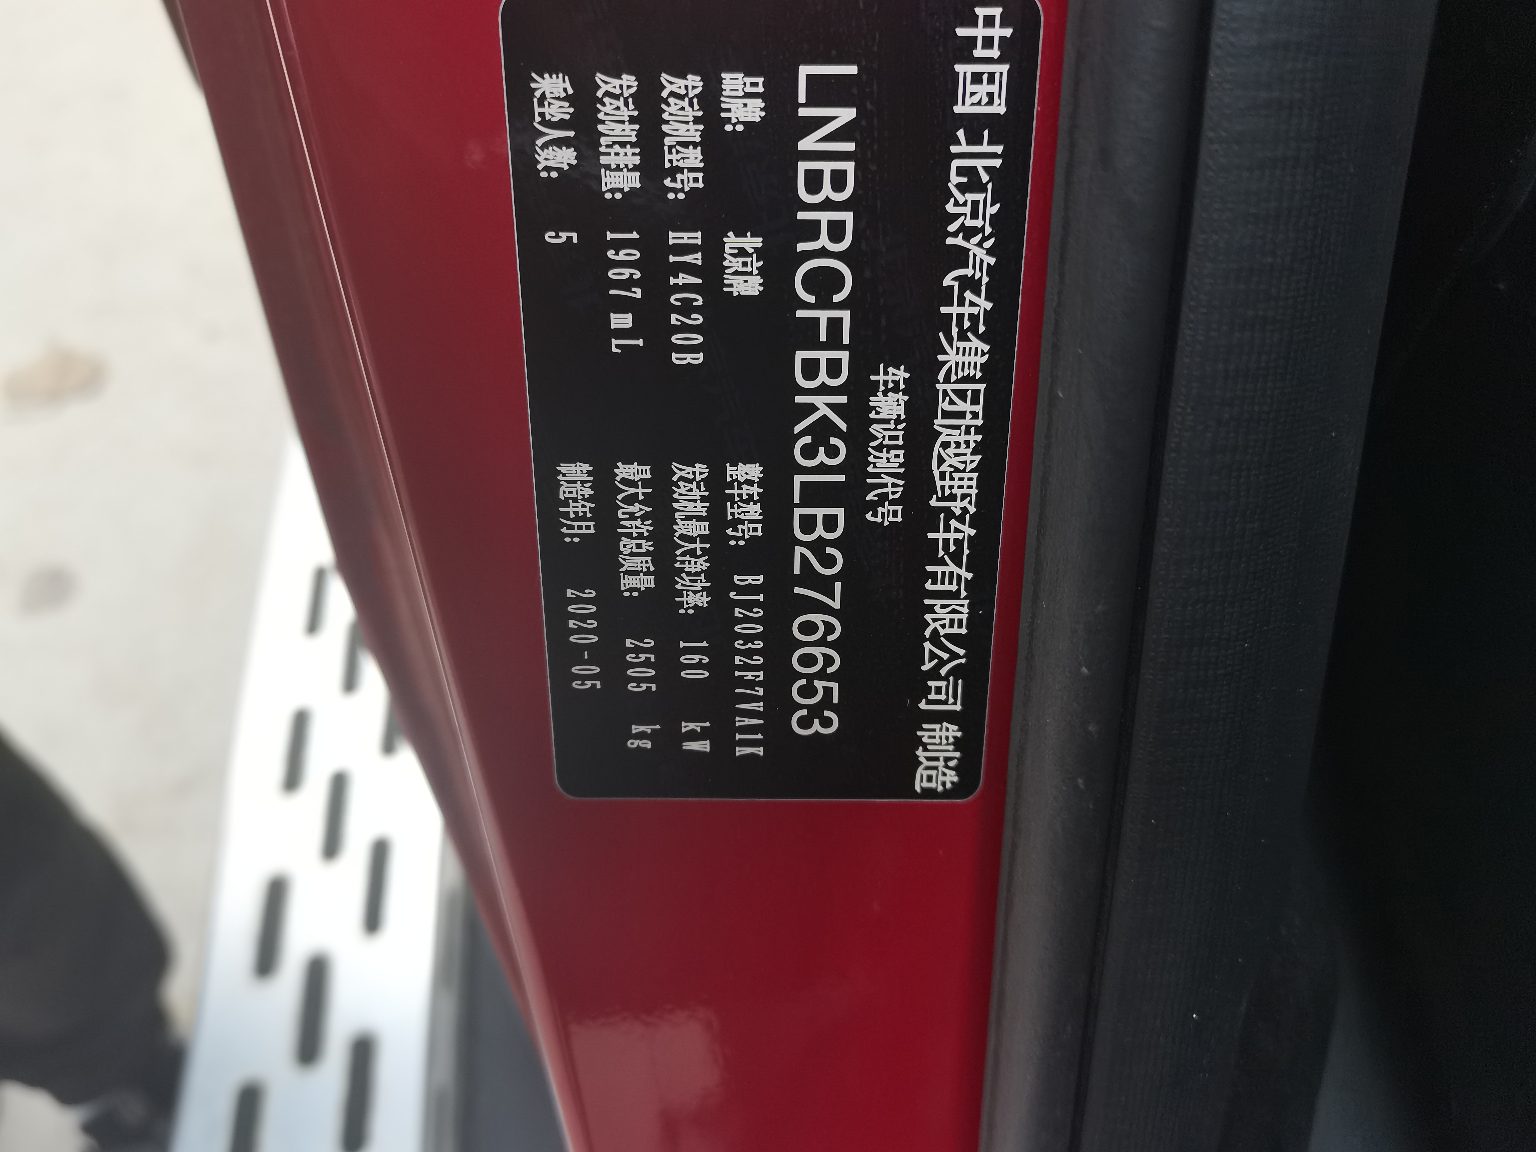 中国 北京汽车集团越野车有限公司 制造
车辆识别代号
LNBRCFBK3LB276653
品牌: 北京牌 整车型号: BJ2032F7VA1K
发动机型号: HY4C20B 发动机最大净功率: 160 kW
发动机排量: 1967mL 最大允许总质量: 2505 kg
乘坐人数: 5 制造年月: 2020-05